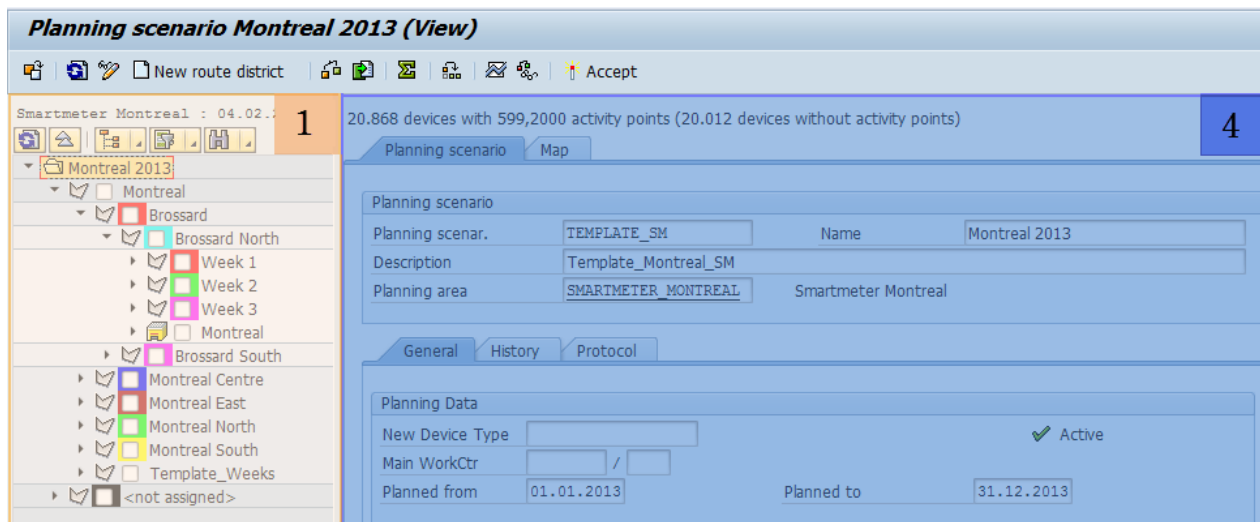 Planning scenario Montreal 2013 (View)
New route district
Accept
Smartmeter Montreal : 04.02.
1
Montreal 2013
Montreal
Brossard
Brossard North
Week 1
Week 2
Week 3
Montreal
Brossard South
Montreal Centre
Montreal East
Montreal North
Montreal South
Template_Weeks
<not assigned>
20.868 devices with 599,2000 activity points (20.012 devices without activity points)
4
Planning scenario Map
Planning scenario
Planning scenar. TEMPLATE_SM Name Montreal 2013
Description Template_Montreal_SM
Planning area SMARTMETER_MONTREAL Smartmeter Montreal
General History Protocol
Planning Data
New Device Type Active
Main WorkCtr /
Planned from 01.01.2013 Planned to 31.12.2013